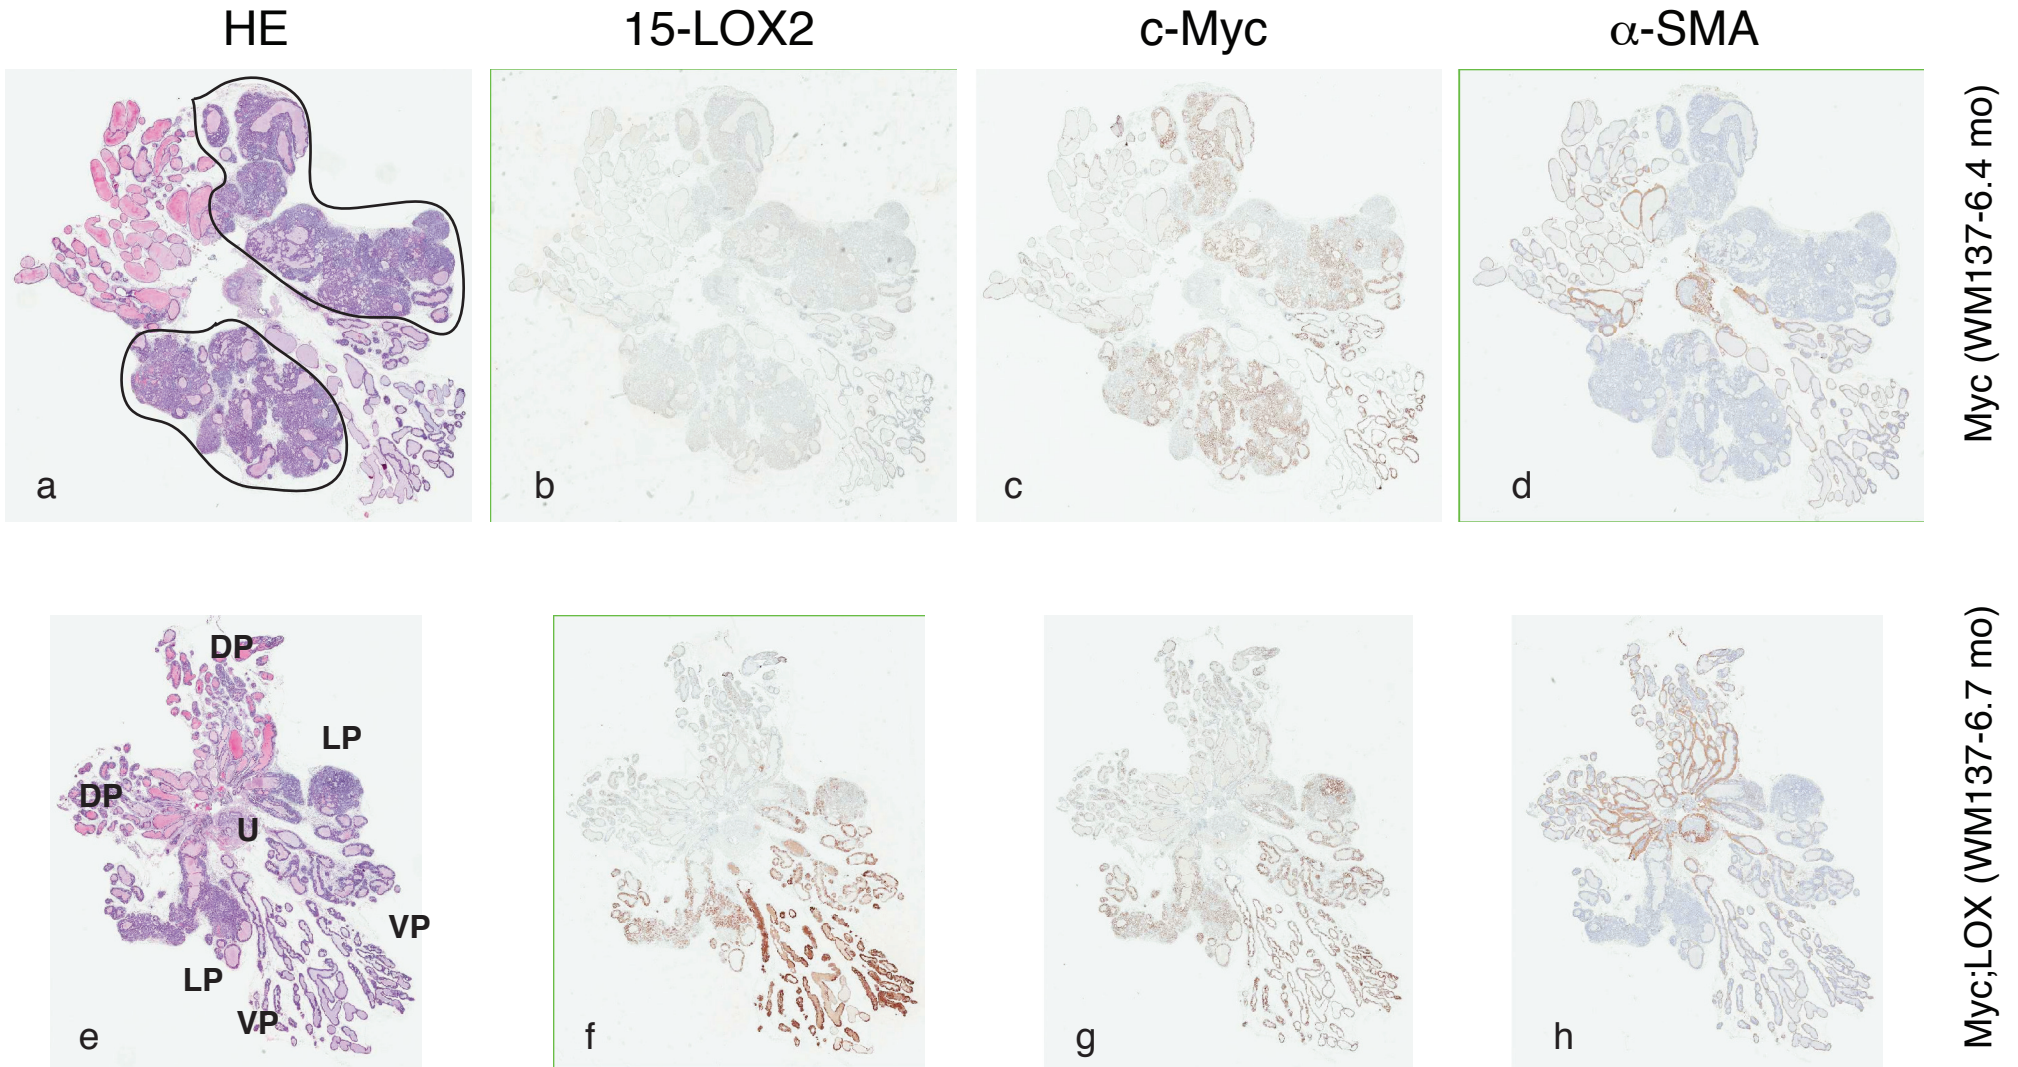 HE
15-LOX2
c-Myc
α-SMA
Myc (WM137-6.4 mo)
a
b
c
d
DP
LP
DP
U
VP
LP
VP
e
f
g
h
Myc;LOX (WM137-6.7 mo)